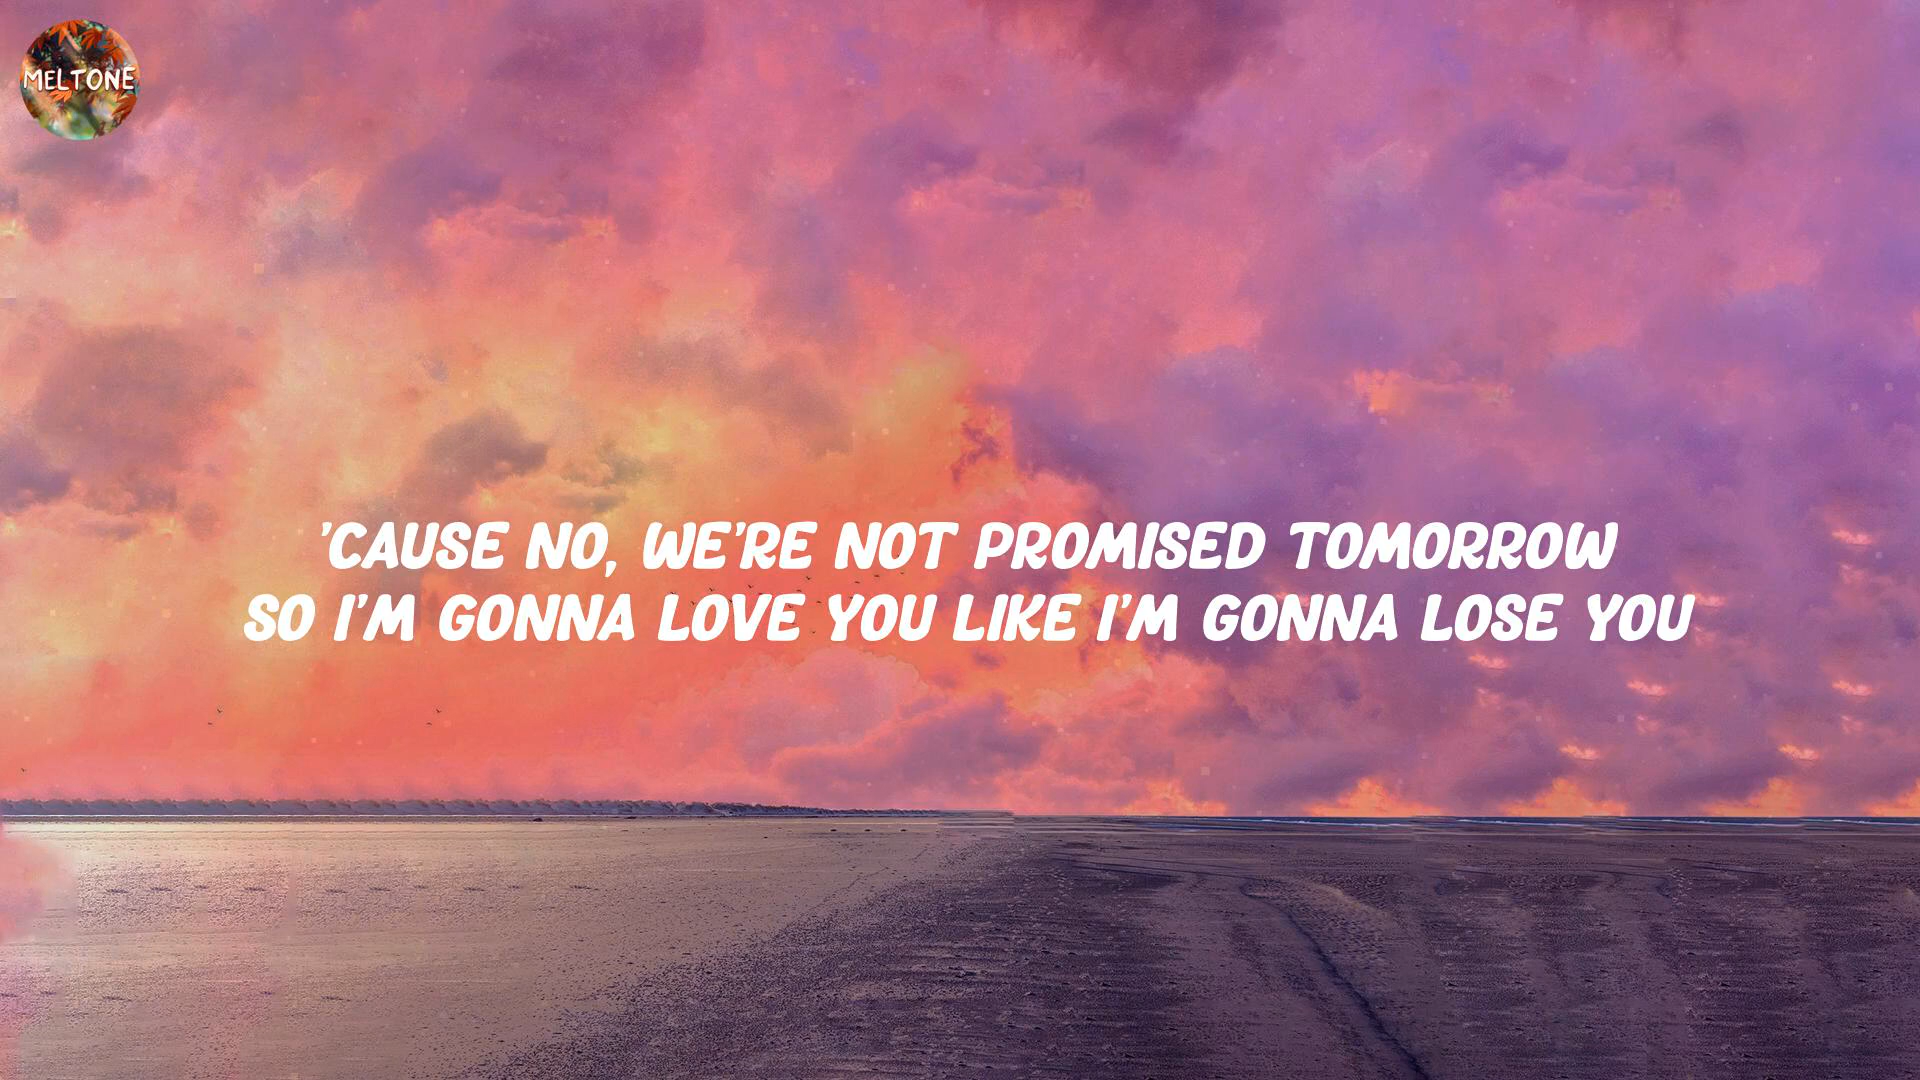 MELTONE
'CAUSE NO, WE'RE NOT PROMISED TOMORROW
SO I'M GONNA LOVE YOU LIKE I'M GONNA LOSE YOU